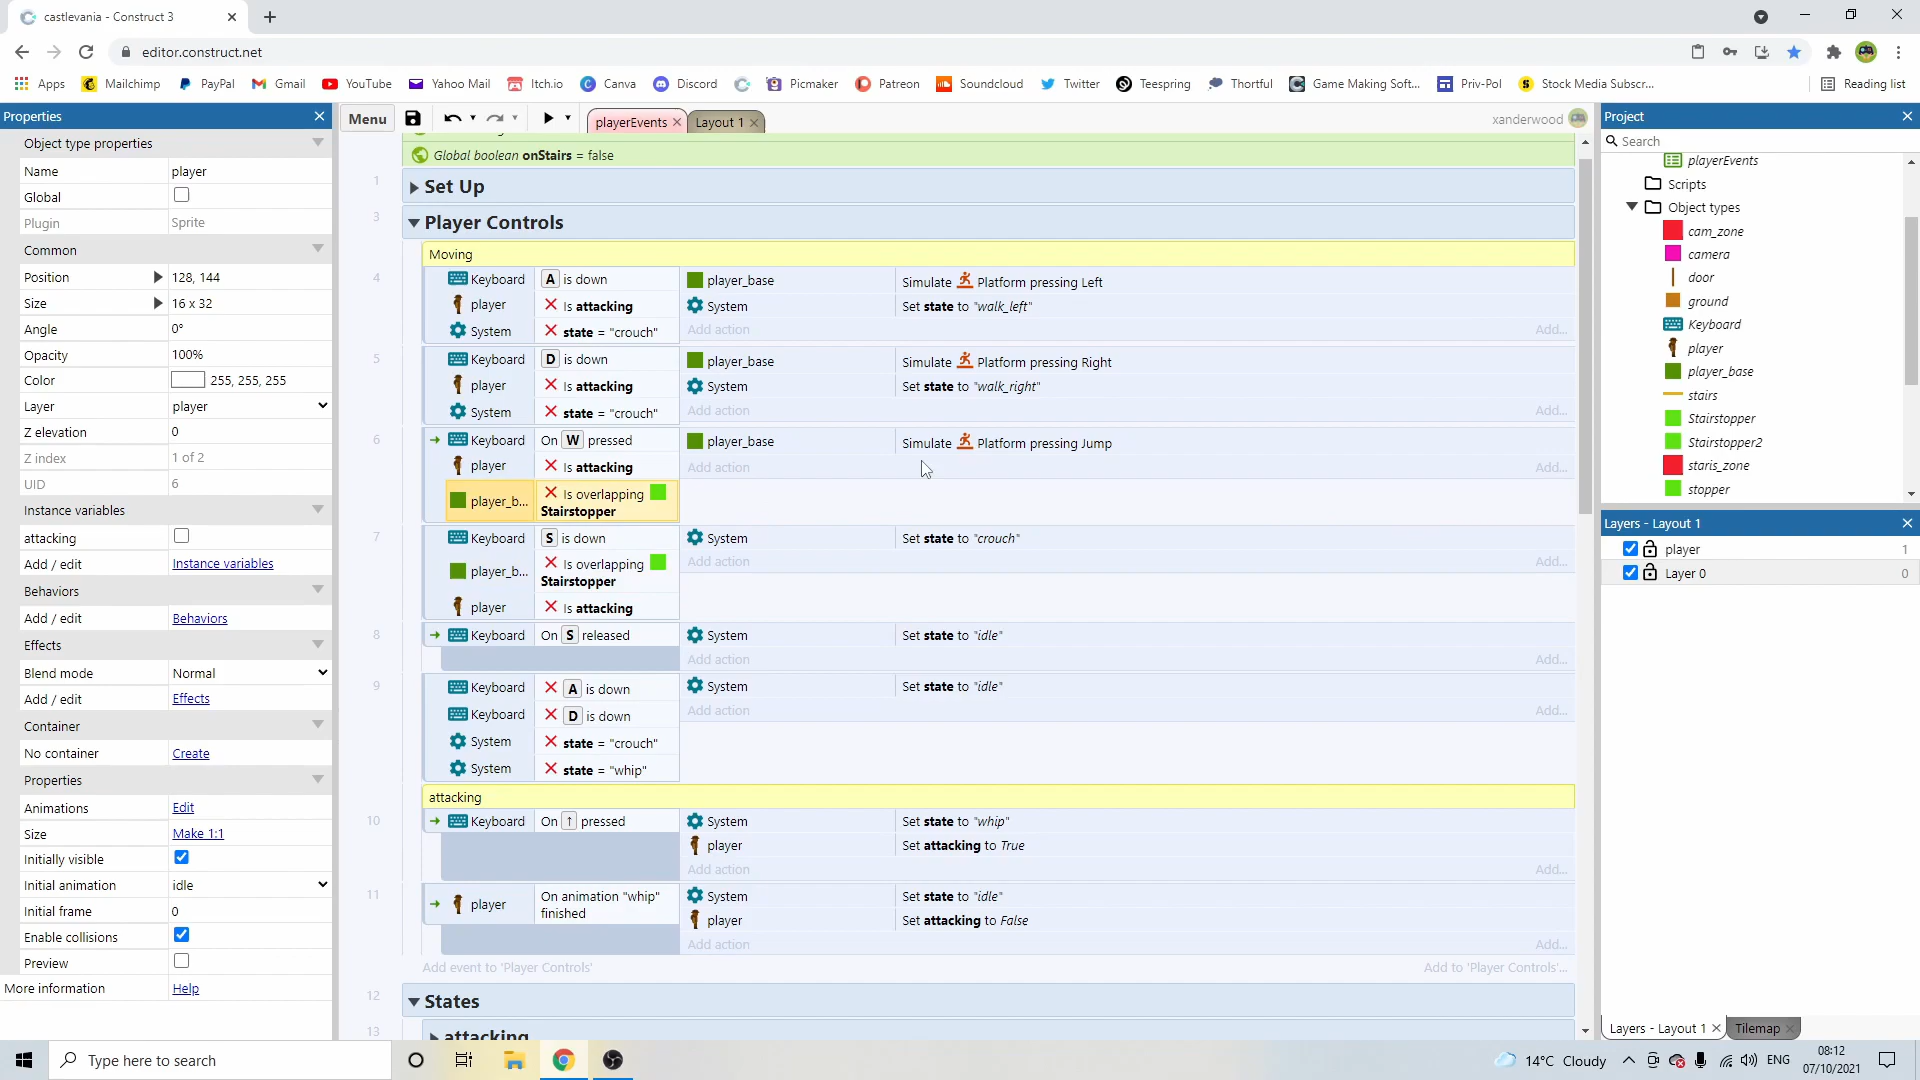 castlevania - Construct 3
editor.construct.net
Apps Mailchimp PayPal Gmail YouTube Yahoo Mail Itch.io Canva Discord Picmaker Patreon Soundcloud Twitter Teespring Thortful Game Making Soft... Priv-Pol Stock Media Subscr... Reading list
Properties
Object type properties
Name player
Global
Plugin Sprite
Common
Position 128, 144
Size 16 x 32
Angle 0°
Opacity 100%
Color 255, 255, 255
Layer player
Z elevation 0
Z index 1 of 2
UID 6
Instance variables
attacking
Add / edit Instance variables
Behaviors
Add / edit Behaviors
Effects
Blend mode Normal
Add / edit Effects
Container
No container Create
Properties
Animations Edit
Size Make 1:1
Initially visible
Initial animation idle
Initial frame 0
Enable collisions
Preview
More information Help
Menu
playerEvents Layout 1
xanderwood
Global boolean onStairs = false
1 Set Up
3 Player Controls
Moving
4 Keyboard A is down player_base Simulate Platform pressing Left
player Is attacking System Set state to "walk_left"
System state = "crouch" Add action Add...
5 Keyboard D is down player_base Simulate Platform pressing Right
player Is attacking System Set state to "walk_right"
System state = "crouch" Add action Add...
6 Keyboard On W pressed player_base Simulate Platform pressing Jump
player Is attacking Add action Add...
player_b... Is overlapping
Stairstopper
7 Keyboard S is down System Set state to "crouch"
player_b... Is overlapping Add action Add...
Stairstopper
player Is attacking
8 Keyboard On S released System Set state to "idle"
Add action Add...
9 Keyboard A is down System Set state to "idle"
Keyboard D is down Add action Add...
System state = "crouch"
System state = "whip"
attacking
10 Keyboard On ↑ pressed System Set state to "whip"
player Set attacking to True
Add action Add...
11 player On animation "whip" finished System Set state to "idle"
player Set attacking to False
Add action Add...
Add event to 'Player Controls' Add to 'Player Controls'...
12 States
13 attacking
Project
Search
playerEvents
Scripts
Object types
cam_zone
camera
door
ground
Keyboard
player
player_base
stairs
Stairstopper
Stairstopper2
staris_zone
stopper
Layers - Layout 1
player 1
Layer 0 0
Layers - Layout 1 Tilemap
Type here to search
14°C Cloudy ENG 08:12
07/10/2021